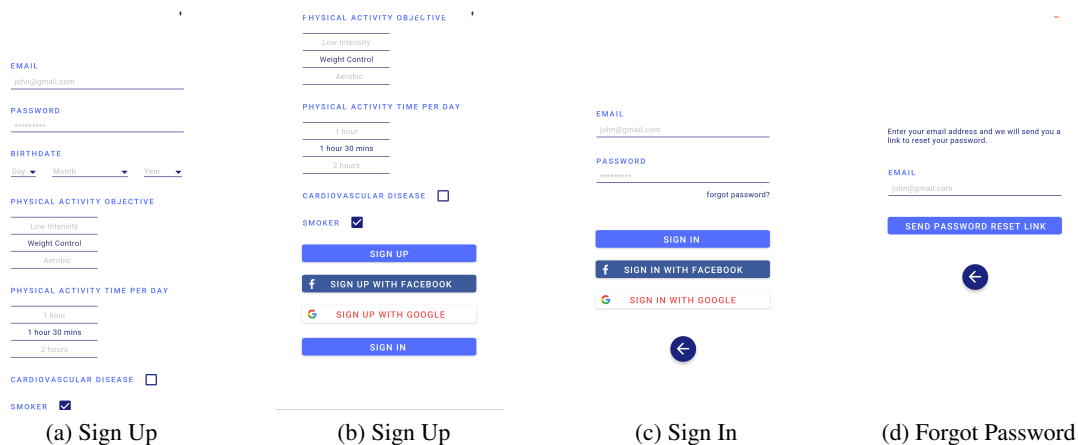 EMAIL
john@gmail.com
PASSWORD
*********
BIRTHDATE
Day Month Year
PHYSICAL ACTIVITY OBJECTIVE
Low Intensity
Weight Control
Aerobic
PHYSICAL ACTIVITY TIME PER DAY
1 hour
1 hour 30 mins
2 hours
CARDIOVASCULAR DISEASE
SMOKER
(a) Sign Up
PHYSICAL ACTIVITY OBJECTIVE
Low Intensity
Weight Control
Aerobic
PHYSICAL ACTIVITY TIME PER DAY
1 hour
1 hour 30 mins
2 hours
CARDIOVASCULAR DISEASE
SMOKER
SIGN UP
f SIGN UP WITH FACEBOOK
G SIGN UP WITH GOOGLE
SIGN IN
(b) Sign Up
EMAIL
john@gmail.com
PASSWORD
*********
forgot password?
SIGN IN
f SIGN IN WITH FACEBOOK
G SIGN IN WITH GOOGLE
(c) Sign In
Enter your email address and we will send you a
link to reset your password.
EMAIL
john@gmail.com
SEND PASSWORD RESET LINK
(d) Forgot Password